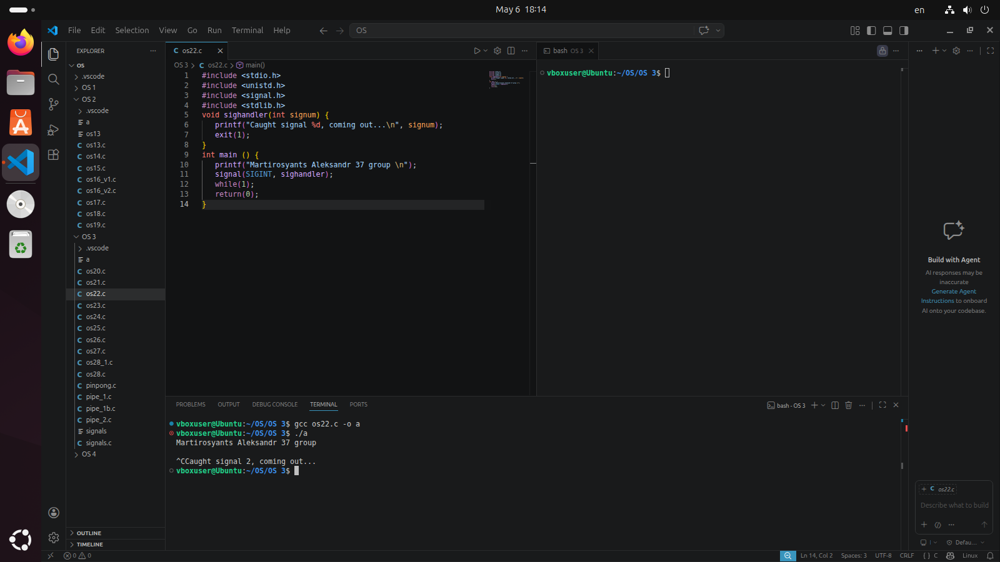 May 6 18:14
en
File Edit Selection View Go Run Terminal Help
OS
EXPLORER
OS
.vscode
OS 1
OS 2
.vscode
a
os13
os13.c
os14.c
os15.c
os16_v1.c
os16_v2.c
os17.c
os18.c
os19.c
OS 3
.vscode
a
os20.c
os21.c
os22.c
os23.c
os24.c
os25.c
os26.c
os27.c
os28_1.c
os28.c
pinpong.c
pipe_1.c
pipe_1b.c
pipe_2.c
signals
signals.c
OS 4
OUTLINE
TIMELINE
C os22.c
OS 3 > C os22.c > main()
1 #include <stdio.h>
2 #include <unistd.h>
3 #include <signal.h>
4 #include <stdlib.h>
5 void sighandler(int signum) {
6 printf("Caught signal %d, coming out...\n", signum);
7 exit(1);
8 }
9 int main () {
10 printf("Martirosyants Aleksandr 37 group \n");
11 signal(SIGINT, sighandler);
12 while(1);
13 return(0);
14 }
bash OS 3
vboxuser@Ubuntu:~/OS/OS 3$
Build with Agent
AI responses may be
inaccurate
Generate Agent
Instructions to onboard
AI onto your codebase.
C os22.c
Describe what to build
Defau...
PROBLEMS OUTPUT DEBUG CONSOLE TERMINAL PORTS
bash - OS 3
vboxuser@Ubuntu:~/OS/OS 3$ gcc os22.c -o a
vboxuser@Ubuntu:~/OS/OS 3$ ./a
Martirosyants Aleksandr 37 group
^CCaught signal 2, coming out...
vboxuser@Ubuntu:~/OS/OS 3$
0 0
Ln 14, Col 2 Spaces: 3 UTF-8 CRLF { } C Linux